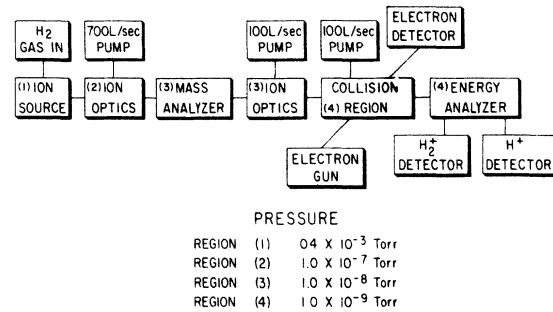 H2
GAS IN
700L/sec
PUMP
100L/sec
PUMP
100L/sec
PUMP
ELECTRON
DETECTOR
(1) ION
SOURCE
(2) ION
OPTICS
(3) MASS
ANALYZER
(3) ION
OPTICS
COLLISION
(4) REGION
(4) ENERGY
ANALYZER
ELECTRON
GUN
H2+
DETECTOR
H+
DETECTOR
PRESSURE
REGION (1) 04 X 10-3 Torr
REGION (2) 1.0 X 10-7 Torr
REGION (3) 1.0 X 10-8 Torr
REGION (4) 1 0 X 10-9 Torr